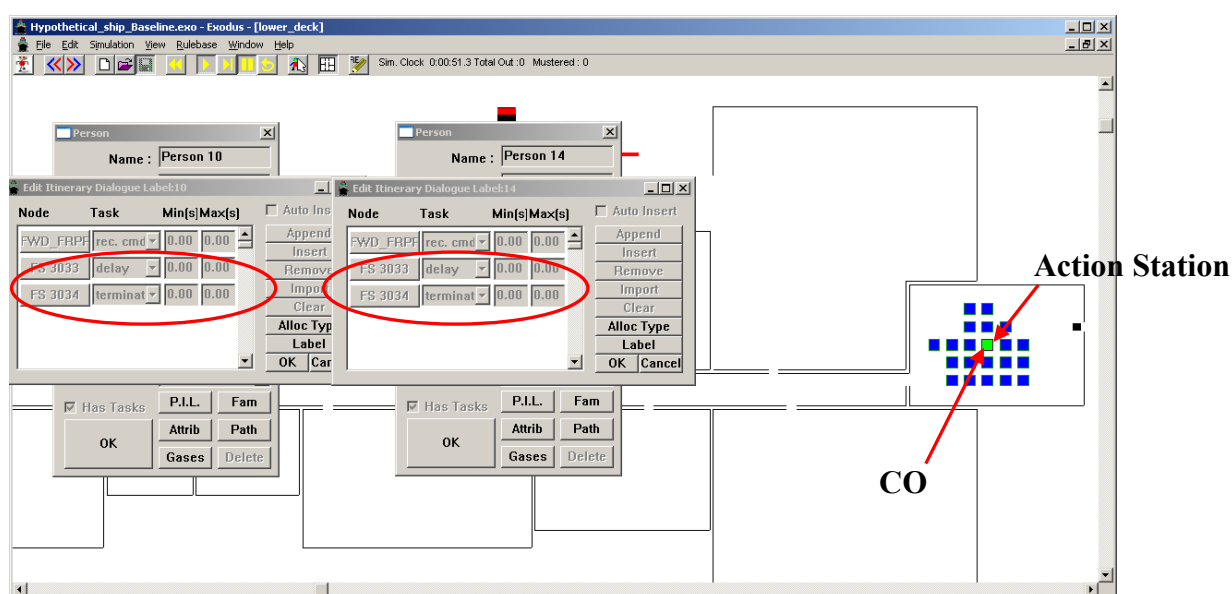 Hypothetical_ship_Baseline.exo - Exodus - [lower_deck]
File Edit Simulation View Rulebase Window Help
Sim. Clock 0:00:51.3 Total Out :0 Mustered : 0
Person
Name : Person 10
Person
Name : Person 14
Edit Itinerary Dialogue Label:10
Node Task Min(s) Max(s) Auto Ins
FWD_FRPF rec. cmd 0.00 0.00 Append
Insert
FS 3033 delay 0.00 0.00 Remove
Import
FS 3034 terminat 0.00 0.00
Clear
Alloc Typ
Label
OK Car
Edit Itinerary Dialogue Label:14
Node Task Min(s) Max(s) Auto Insert
FWD_FRPF rec. cmd 0.00 0.00 Append
Insert
FS 3033 delay 0.00 0.00 Remove
Import
FS 3034 terminat 0.00 0.00
Clear
Alloc Type
Label
OK Cancel
Has Tasks P.I.L. Fam
OK Attrib Path
Gases Delete
Has Tasks P.I.L. Fam
OK Attrib Path
Gases Delete
Action Station
CO